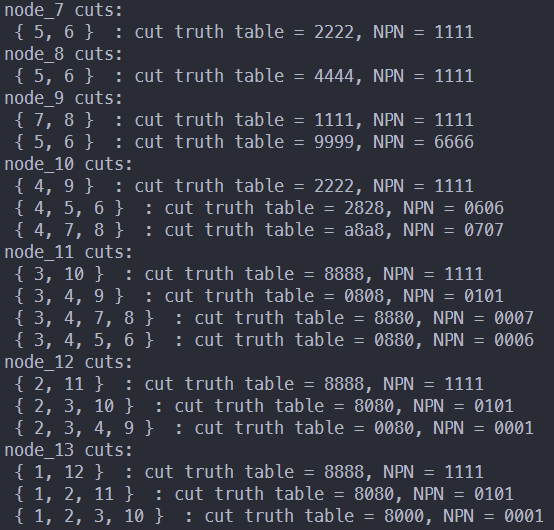 node_7 cuts:
{ 5, 6 } : cut truth table = 2222, NPN = 1111
node_8 cuts:
{ 5, 6 } : cut truth table = 4444, NPN = 1111
node_9 cuts:
{ 7, 8 } : cut truth table = 1111, NPN = 1111
{ 5, 6 } : cut truth table = 9999, NPN = 6666
node_10 cuts:
{ 4, 9 } : cut truth table = 2222, NPN = 1111
{ 4, 5, 6 } : cut truth table = 2828, NPN = 0606
{ 4, 7, 8 } : cut truth table = a8a8, NPN = 0707
node_11 cuts:
{ 3, 10 } : cut truth table = 8888, NPN = 1111
{ 3, 4, 9 } : cut truth table = 0808, NPN = 0101
{ 3, 4, 7, 8 } : cut truth table = 8880, NPN = 0007
{ 3, 4, 5, 6 } : cut truth table = 0880, NPN = 0006
node_12 cuts:
{ 2, 11 } : cut truth table = 8888, NPN = 1111
{ 2, 3, 10 } : cut truth table = 8080, NPN = 0101
{ 2, 3, 4, 9 } : cut truth table = 0080, NPN = 0001
node_13 cuts:
{ 1, 12 } : cut truth table = 8888, NPN = 1111
{ 1, 2, 11 } : cut truth table = 8080, NPN = 0101
{ 1, 2, 3, 10 } : cut truth table = 8000, NPN = 0001